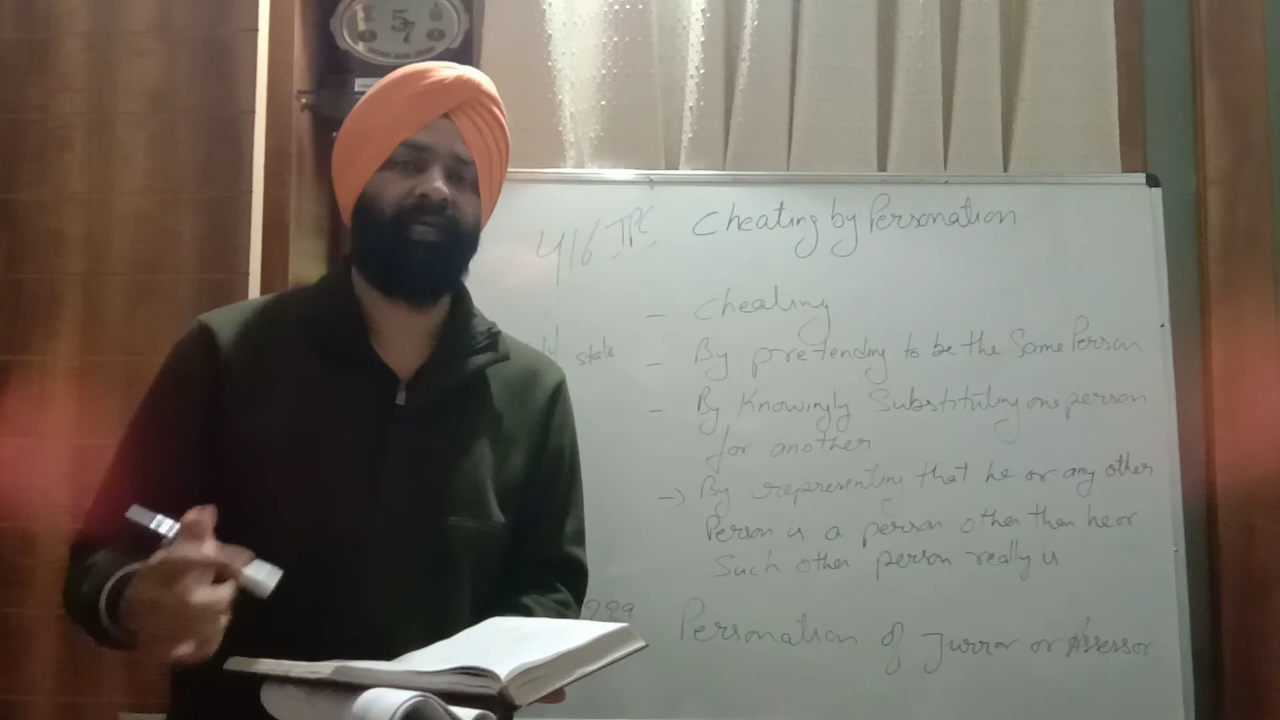 57
416 IPC Cheating by Personation
- Cheating
state - By pretending to be the Same Person
- By Knowingly Substituting one person
for another
-> By representing that he or any other
Person is a person other than he or
Such other person really is
229 Personation of Jurror or Assessor